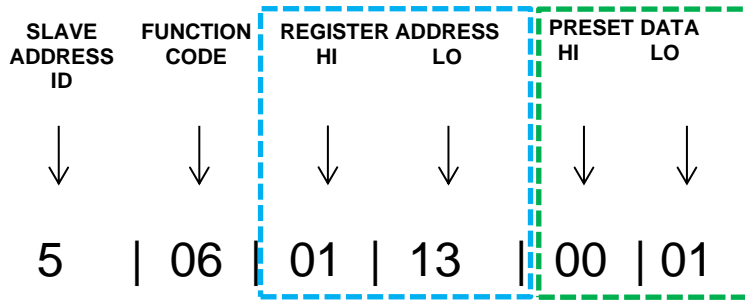 SLAVE ADDRESS ID
FUNCTION CODE
REGISTER ADDRESS
HI LO
PRESET DATA
HI LO
5 | 06 | 01 | 13 | 00 | 01